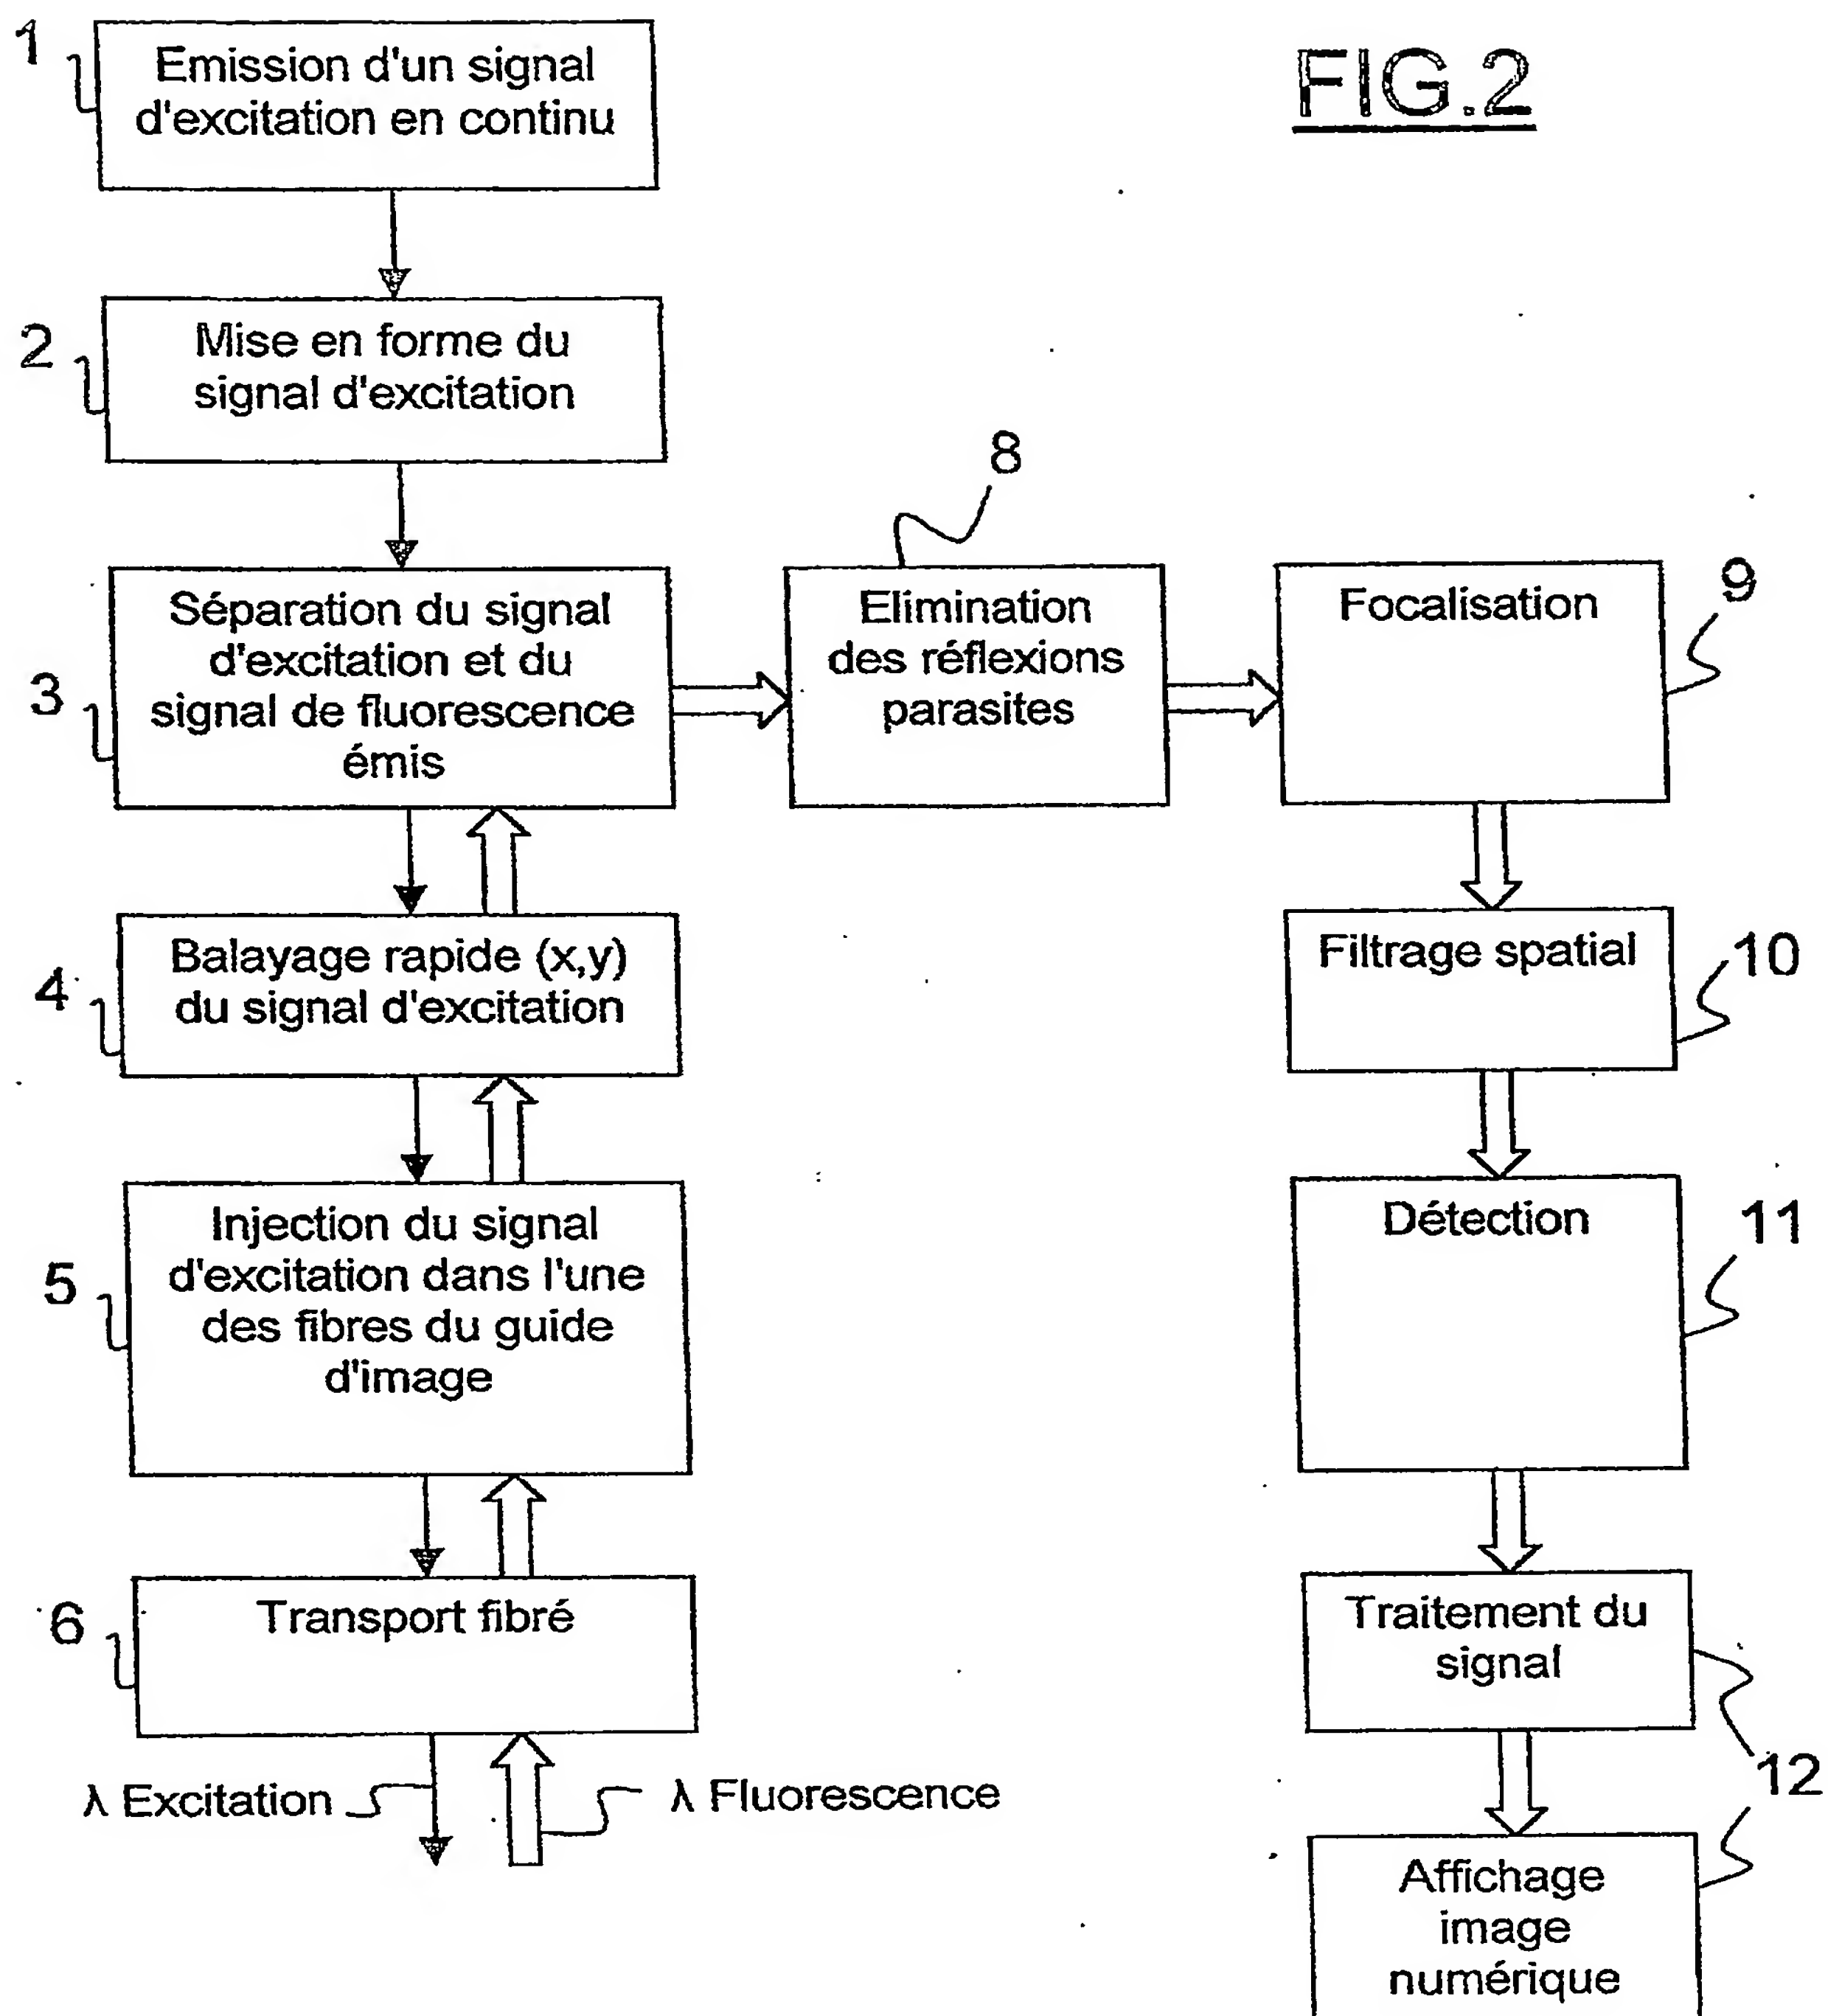 FIG.2
1
Emission d'un signal
d'excitation en continu
2
Mise en forme du
signal d'excitation
3
Séparation du signal
d'excitation et du
signal de fluorescence
émis
8
Elimination
des réflexions
parasites
9
Focalisation
4
Balayage rapide (x,y)
du signal d'excitation
10
Filtrage spatial
5
Injection du signal
d'excitation dans l'une
des fibres du guide
d'image
11
Détection
6
Transport fibré
λ Excitation
λ Fluorescence
Traitement du
signal
12
Affichage
image
numérique